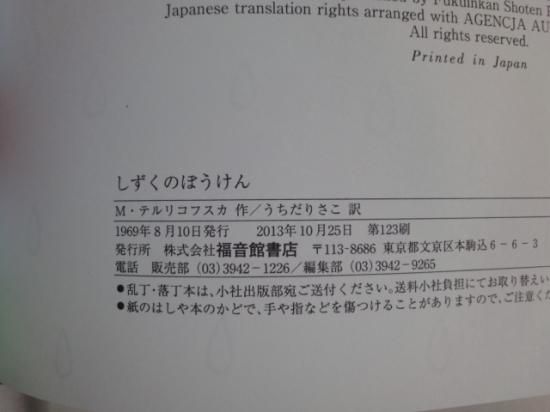 by Fukuinkan Shoten
Japanese translation rights arranged with AGENCJA AU
All rights reserved.
Printed in Japan
しずくのぼうけん
M・テルリコフスカ 作／うちだりさこ 訳
1969年8月10日発行 2013年10月25日 第123刷
発行所 株式会社福音館書店 〒113-8686 東京都文京区本駒込6-6-3
電話 販売部 (03)3942-1226／編集部 (03)3942-9265
●乱丁・落丁本は、小社出版部宛ご送付ください。送料小社負担にてお取り替えい
●紙のはしや本のかどで、手や指などを傷つけることがありますので、ご注意くだ